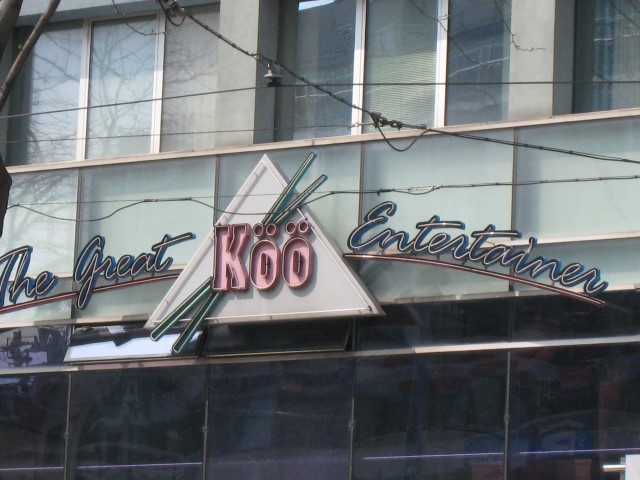 The Great Köö Entertainer